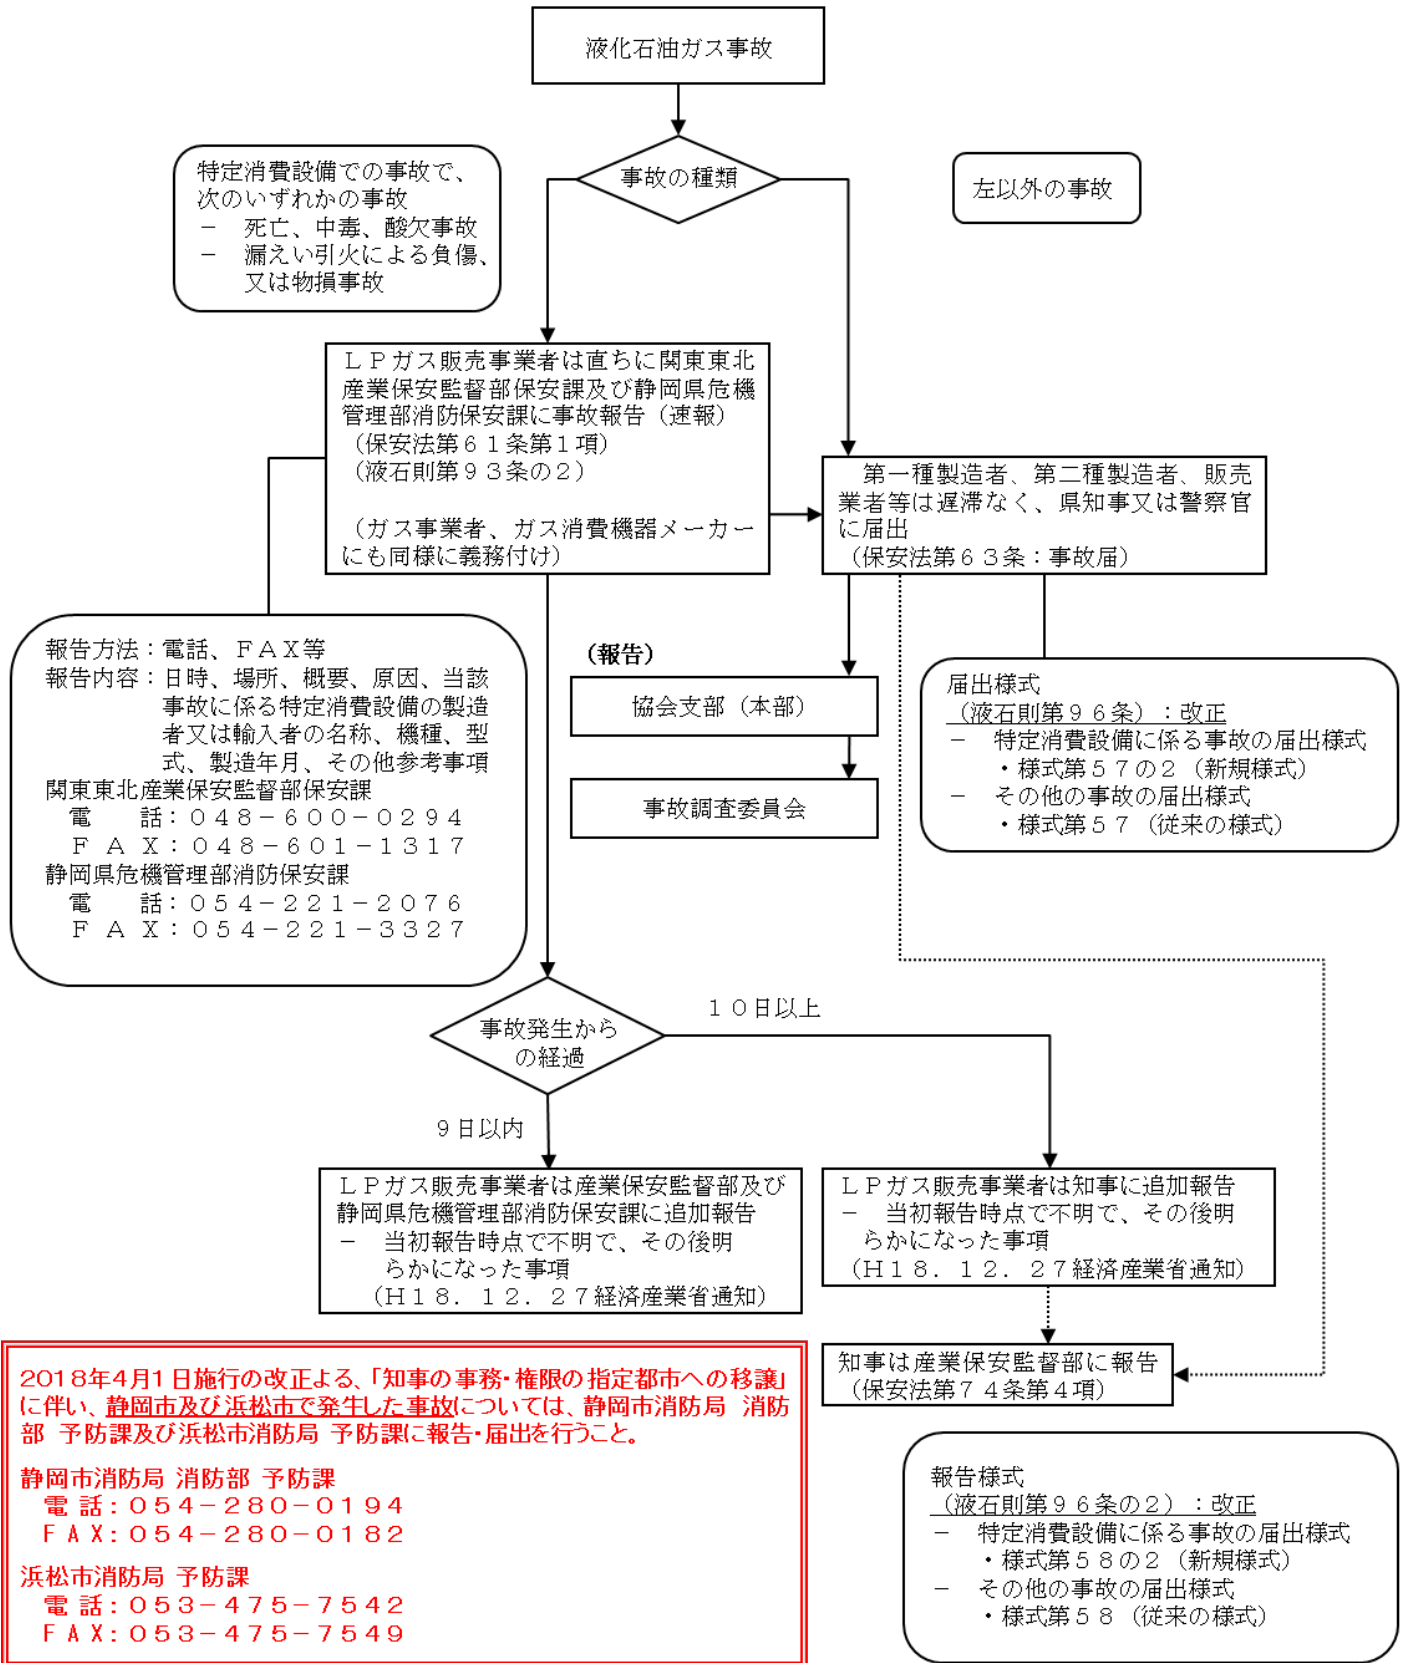 液化石油ガス事故
事故の種類
特定消費設備での事故で、
次のいずれかの事故
－　死亡、中毒、酸欠事故
－　漏えい引火による負傷、
又は物損事故
左以外の事故
ＬＰガス販売事業者は直ちに関東東北
産業保安監督部保安課及び静岡県危機
管理部消防保安課に事故報告（速報）
（保安法第６１条第１項）
（液石則第９３条の２）
（ガス事業者、ガス消費機器メーカー
にも同様に義務付け）
第一種製造者、第二種製造者、販売
業者等は遅滞なく、県知事又は警察官
に届出
（保安法第６３条：事故届）
報告方法：電話、ＦＡＸ等
報告内容：日時、場所、概要、原因、当該
事故に係る特定消費設備の製造
者又は輸入者の名称、機種、型
式、製造年月、その他参考事項
関東東北産業保安監督部保安課
電　　話：０４８－６００－０２９４
Ｆ Ａ Ｘ：０４８－６０１－１３１７
静岡県危機管理部消防保安課
電　　話：０５４－２２１－２０７６
Ｆ Ａ Ｘ：０５４－２２１－３３２７
（報告）
協会支部（本部）
事故調査委員会
届出様式
（液石則第９６条）：改正
－　特定消費設備に係る事故の届出様式
・様式第５７の２（新規様式）
－　その他の事故の届出様式
・様式第５７（従来の様式）
事故発生から
の経過
１０日以上
９日以内
ＬＰガス販売事業者は産業保安監督部及び
静岡県危機管理部消防保安課に追加報告
－　当初報告時点で不明で、その後明
らかになった事項
（Ｈ１８．１２．２７経済産業省通知）
ＬＰガス販売事業者は知事に追加報告
－　当初報告時点で不明で、その後明
らかになった事項
（Ｈ１８．１２．２７経済産業省通知）
知事は産業保安監督部に報告
（保安法第７４条第４項）
2018年4月1日施行の改正よる、「知事の事務・権限の指定都市への移譲」
に伴い、静岡市及び浜松市で発生した事故については、静岡市消防局　消防
部 予防課及び浜松市消防局 予防課に報告・届出を行うこと。
静岡市消防局 消防部 予防課
電 話：０５４－２８０－０１９４
ＦＡＸ：０５４－２８０－０１８２
浜松市消防局 予防課
電 話：０５３－４７５－７５４２
ＦＡＸ：０５３－４７５－７５４９
報告様式
（液石則第９６条の２）：改正
－　特定消費設備に係る事故の届出様式
・様式第５８の２（新規様式）
－　その他の事故の届出様式
・様式第５８（従来の様式）